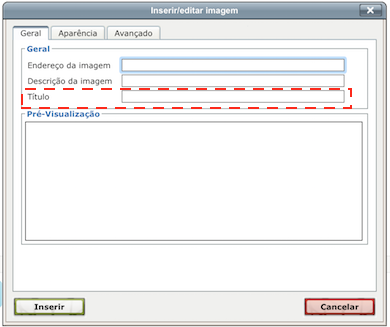 Inserir/editar imagem
Geral Aparência Avançado
Geral
Endereço da imagem
Descrição da imagem
Título
Pré-Visualização
Inserir Cancelar